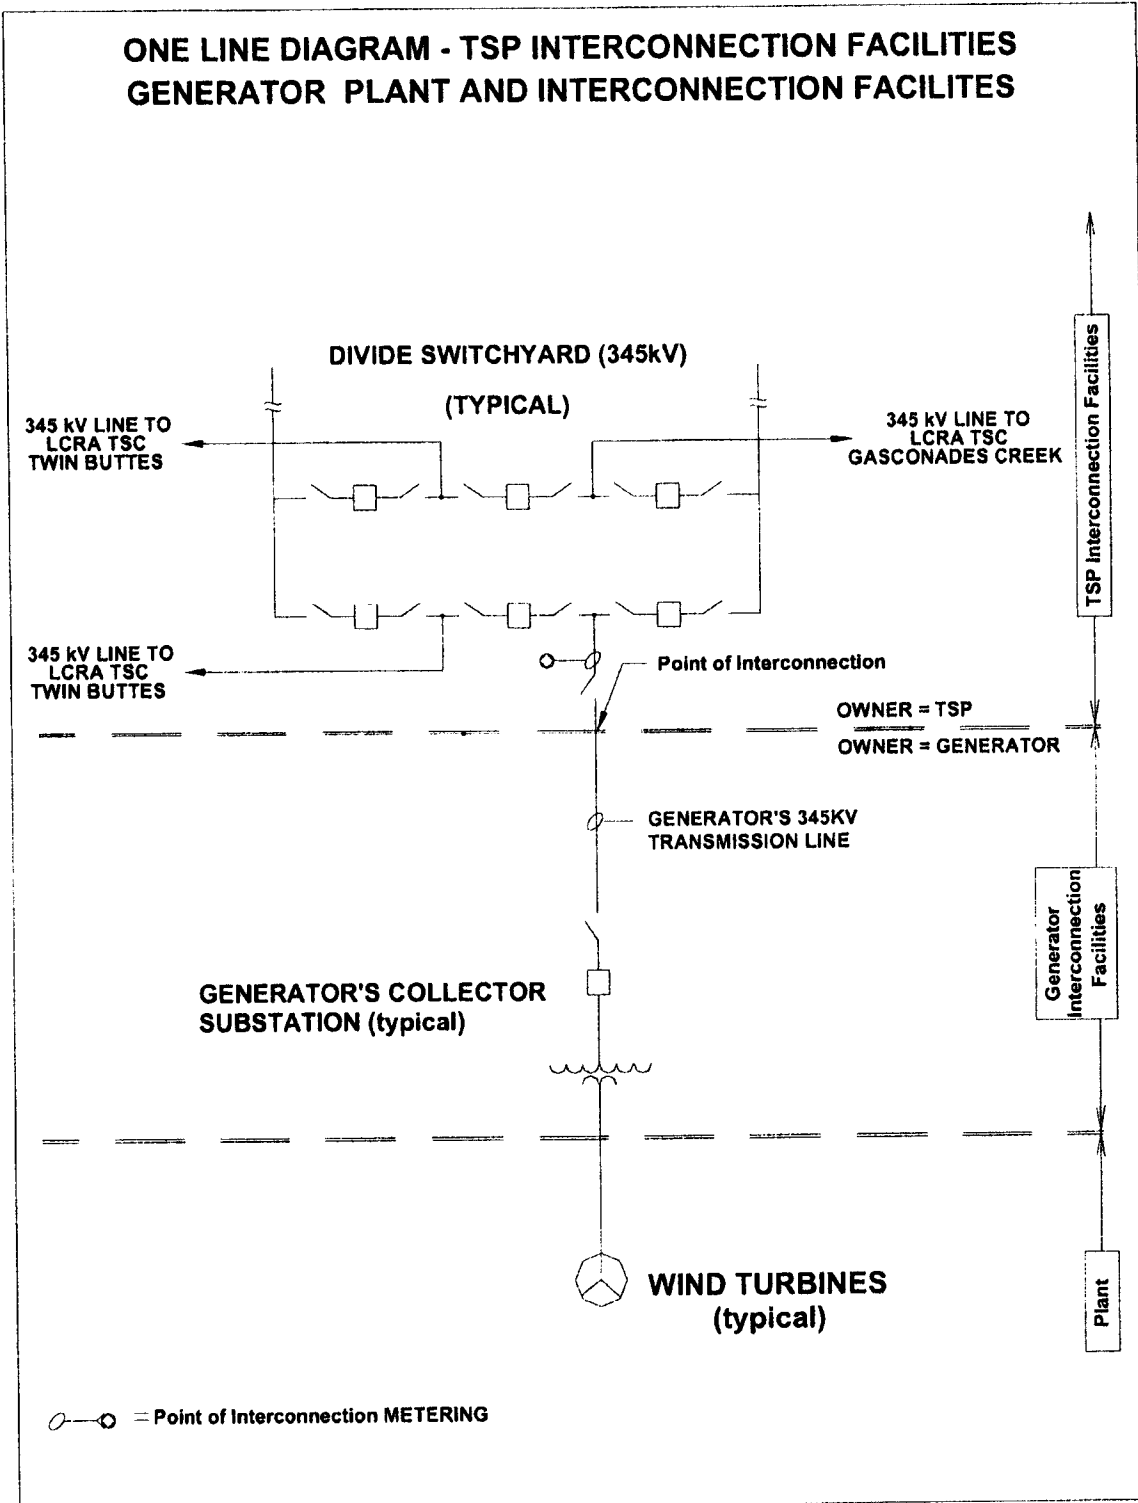 ONE LINE DIAGRAM - TSP INTERCONNECTION FACILITIES
GENERATOR PLANT AND INTERCONNECTION FACILITES
DIVIDE SWITCHYARD (345kV)
(TYPICAL)
345 kV LINE TO
LCRA TSC
TWIN BUTTES
345 kV LINE TO
LCRA TSC
GASCONADES CREEK
TSP Interconnection Facilities
345 kV LINE TO
LCRA TSC
TWIN BUTTES
Point of Interconnection
OWNER = TSP
OWNER = GENERATOR
GENERATOR'S 345KV
TRANSMISSION LINE
Generator
Interconnection
Facilities
GENERATOR'S COLLECTOR
SUBSTATION (typical)
WIND TURBINES
(typical)
Plant
= Point of Interconnection METERING